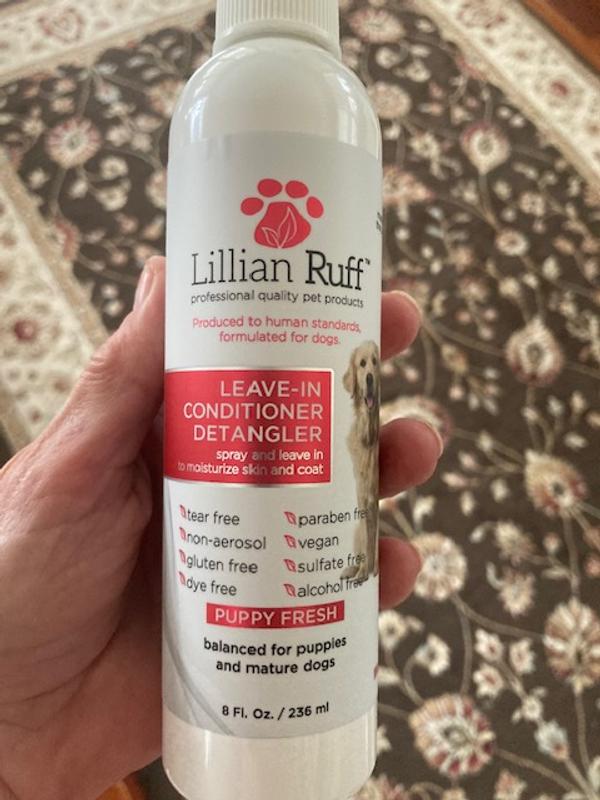 Lillian Ruff™
professional quality pet products
Produced to human standards,
formulated for dogs.
LEAVE-IN
CONDITIONER
DETANGLER
spray and leave in
to moisturize skin and coat
tear free
paraben free
non-aerosol
vegan
gluten free
sulfate free
dye free
alcohol free
PUPPY FRESH
balanced for puppies
and mature dogs
8 Fl. Oz. / 236 ml